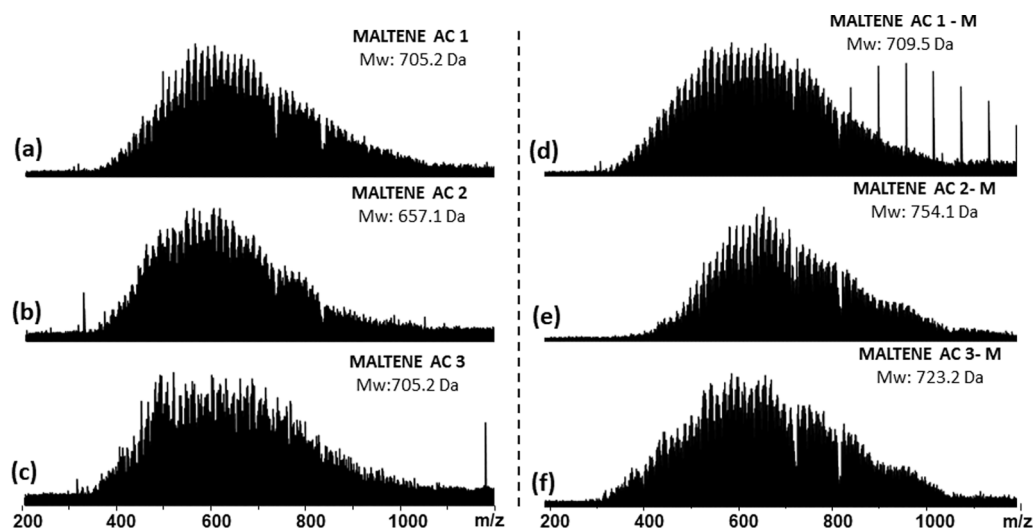 MALTENE AC 1
Mw: 705.2 Da
(a)
MALTENE AC 2
Mw: 657.1 Da
(b)
MALTENE AC 3
Mw:705.2 Da
(c)
200 400 600 800 1000 m/z
MALTENE AC 1 - M
Mw: 709.5 Da
(d)
MALTENE AC 2- M
Mw: 754.1 Da
(e)
MALTENE AC 3- M
Mw: 723.2 Da
(f)
200 400 600 800 1000 m/z